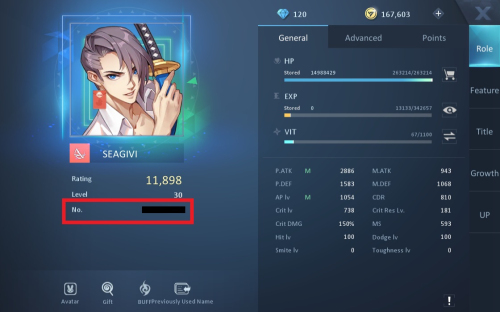 120
167,603
X
General
Advanced
Points
Role
Feature
Title
Growth
UP
HP
Stored
14988429
263214/263214
EXP
Stored
0
13133/342657
VIT
67/1108
SEAGIVI
Rating 11,898
Level 30
No.
P.ATK M 2886 M.ATK 943
P.DEF 1583 M.DEF 1068
AP lv M 1054 CDR 810
Crit lv 738 Crit Res Lv. 181
Crit DMG 150% MS 593
Hit lv 100 Dodge lv 100
Smite lv 0 Toughness lv 0
Avatar
Gift
BUFF
Previously Used Name
!